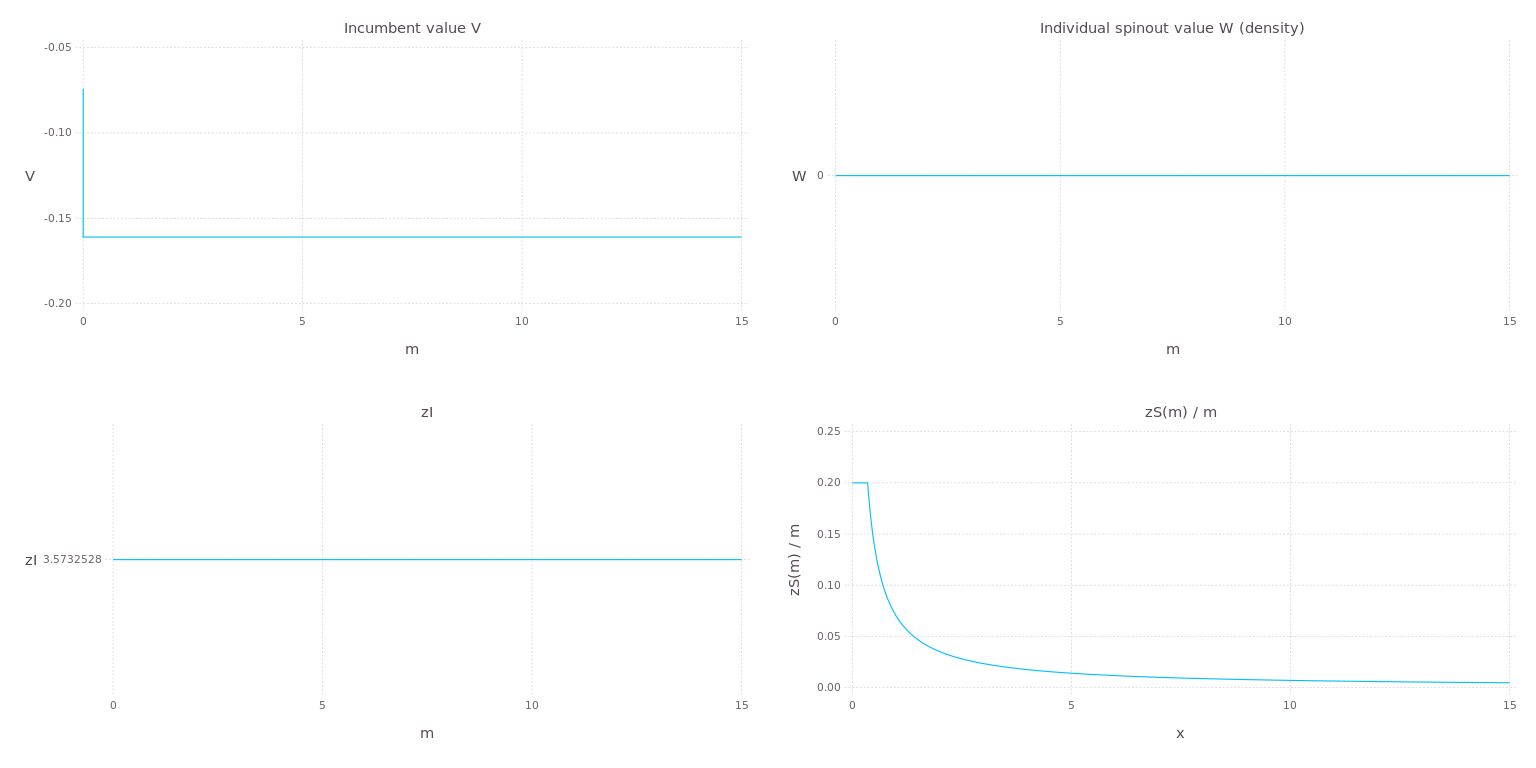 Incumbent value V
-0.05
-0.10
V
-0.15
-0.20
0 5 10 15
m
Individual spinout value W (density)
W 0
0 5 10 15
m
zI
zI 3.5732528
0 5 10 15
m
zS(m) / m
0.25
0.20
0.15
zS(m) / m
0.10
0.05
0.00
0 5 10 15
x